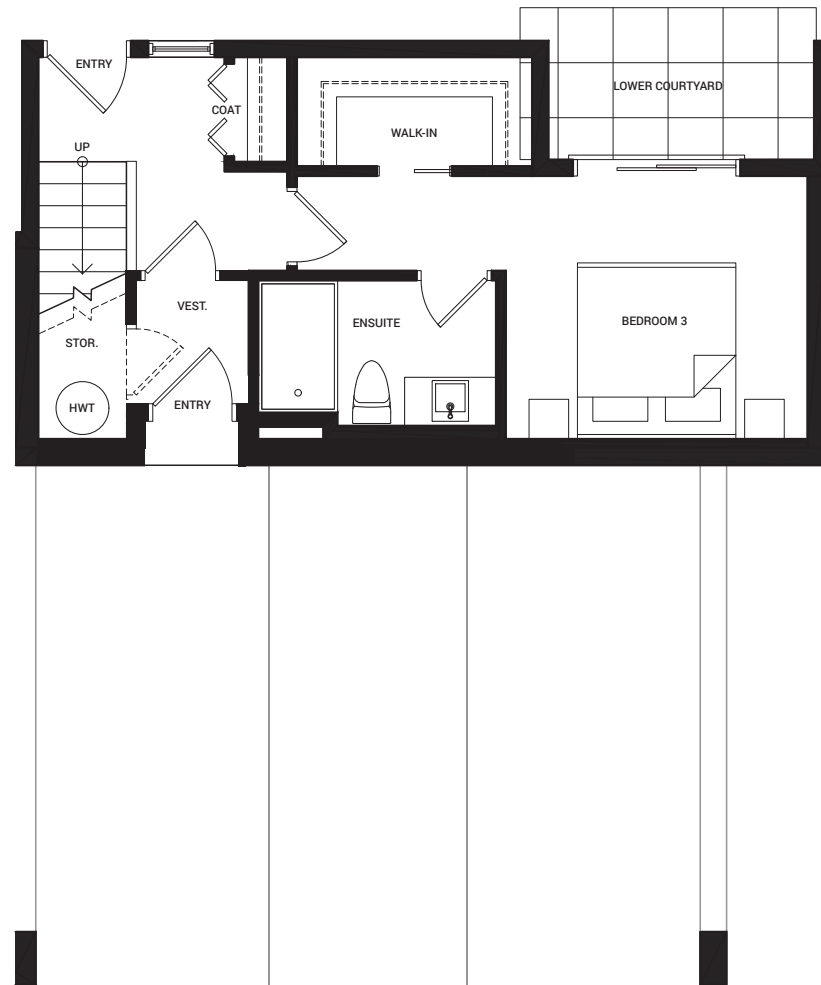 ENTRY
LOWER COURTYARD
COAT
WALK-IN
UP
VEST.
ENSUITE
BEDROOM 3
STOR.
HWT
ENTRY